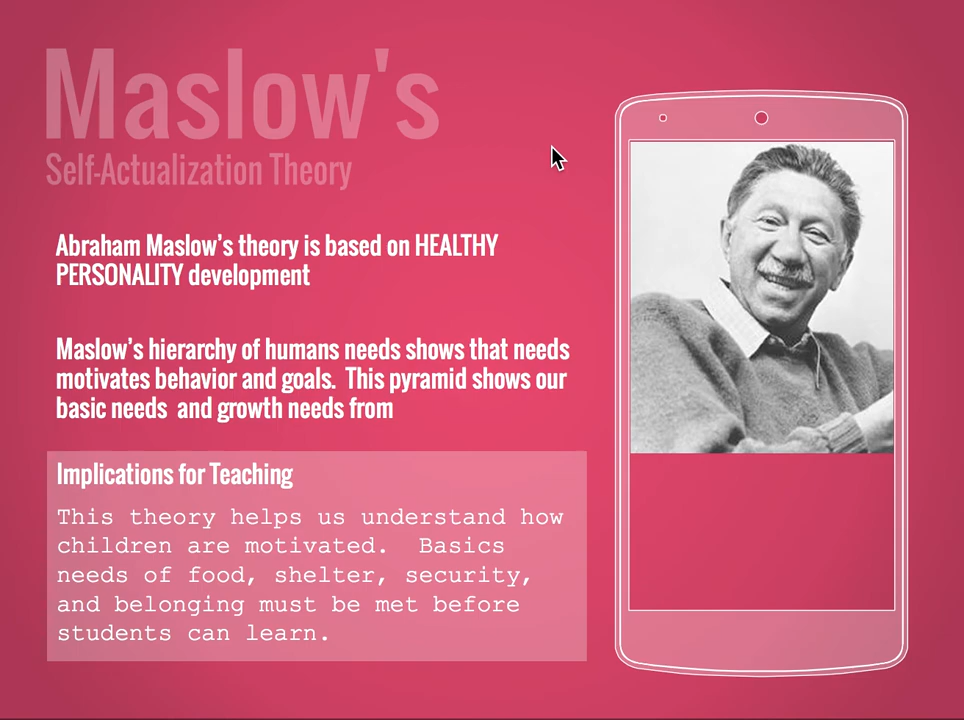 Maslow's
Self-Actualization Theory
Abraham Maslow’s theory is based on HEALTHY
PERSONALITY development
Maslow’s hierarchy of humans needs shows that needs
motivates behavior and goals.  This pyramid shows our
basic needs  and growth needs from
Implications for Teaching
This theory helps us understand how
children are motivated.  Basics
needs of food, shelter, security,
and belonging must be met before
students can learn.